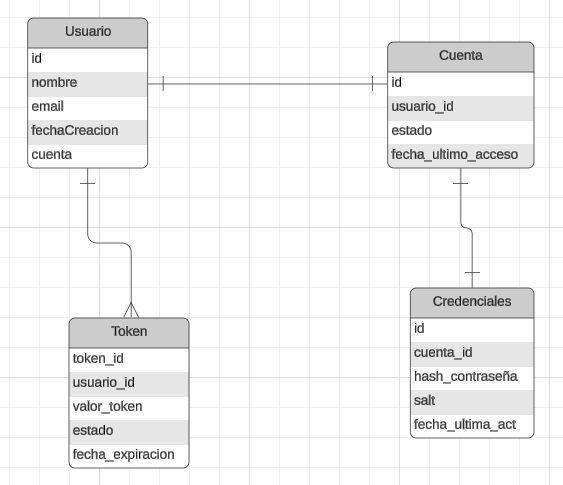 Usuario
id
nombre
email
fechaCreacion
cuenta
Cuenta
id
usuario_id
estado
fecha_ultimo_acceso
Token
token_id
usuario_id
valor_token
estado
fecha_expiracion
Credenciales
id
cuenta_id
hash_contraseña
salt
fecha_ultima_act